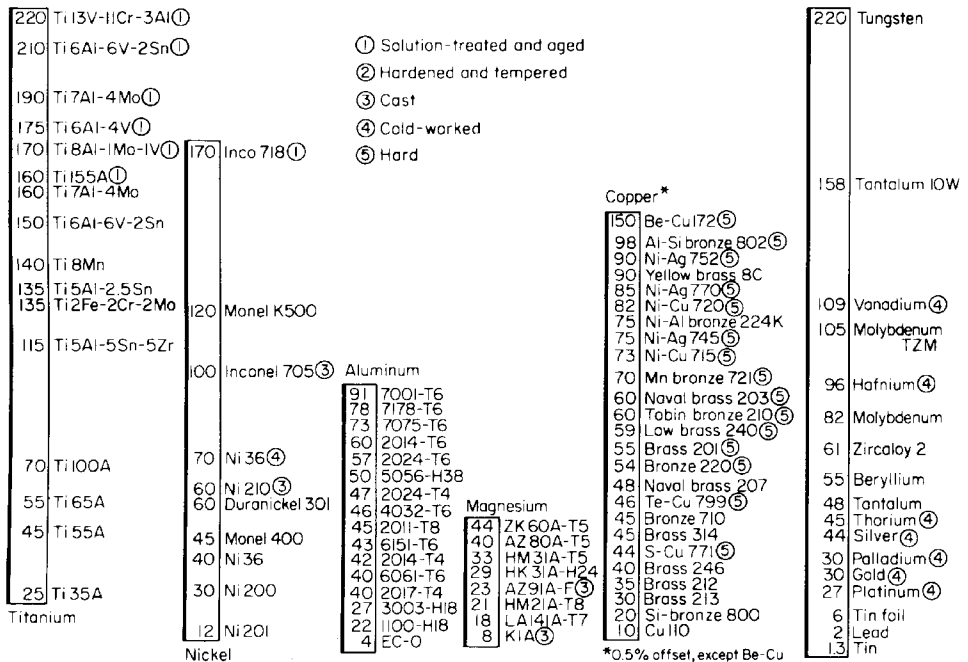 220 Ti 13V-11Cr-3Al ①
210 Ti 6Al-6V-2Sn ①
190 Ti 7Al-4Mo ①
175 Ti 6Al-4V ①
170 Ti 8Al-1Mo-1V ①
160 Ti 155A ①
160 Ti 7Al-4Mo
150 Ti 6Al-6V-2Sn
140 Ti 8Mn
135 Ti 5Al-2.5Sn
135 Ti 2Fe-2Cr-2Mo
115 Ti 5Al-5Sn-5Zr
70 Ti 100A
55 Ti 65A
45 Ti 55A
25 Ti 35A
Titanium
170 Inco 718 ①
120 Monel K500
100 Inconel 705 ③
70 Ni 36 ④
60 Ni 210 ③
60 Duranickel 301
45 Monel 400
40 Ni 36
30 Ni 200
12 Ni 201
Nickel
① Solution-treated and aged
② Hardened and tempered
③ Cast
④ Cold-worked
⑤ Hard
Aluminum
91 7001-T6
78 7178-T6
73 7075-T6
60 2014-T6
57 2024-T6
50 5056-H38
47 2024-T4
46 4032-T6
45 2011-T8
43 6151-T6
42 2014-T4
40 6061-T6
40 2017-T4
27 3003-H18
22 1100-H18
4 EC-O
Magnesium
44 ZK 60A-T5
40 AZ 80A-T5
33 HM 31A-T5
29 HK 31A-H24
23 AZ91A-F ③
21 HM21A-T8
18 LA141A-T7
8 K1A ③
Copper*
150 Be-Cu 172 ⑤
98 Al-Si bronze 802 ⑤
90 Ni-Ag 752 ⑤
90 Yellow brass 8C
85 Ni-Ag 770 ⑤
82 Ni-Cu 720 ⑤
75 Ni-Al bronze 224K
75 Ni-Ag 745 ⑤
73 Ni-Cu 715 ⑤
70 Mn bronze 721 ⑤
60 Naval brass 203 ⑤
60 Tobin bronze 210 ⑤
59 Low brass 240 ⑤
55 Brass 201 ⑤
54 Bronze 220 ⑤
48 Naval brass 207
46 Te-Cu 799 ⑤
45 Bronze 710
45 Brass 314
44 S-Cu 771 ⑤
40 Brass 246
35 Brass 212
30 Brass 213
20 Si-bronze 800
10 Cu 110
*0.5% offset, except Be-Cu
220 Tungsten
158 Tantalum 10W
109 Vanadium ④
105 Molybdenum
TZM
96 Hafnium ④
82 Molybdenum
61 Zircaloy 2
55 Beryllium
48 Tantalum
45 Thorium ④
44 Silver ④
30 Palladium ④
30 Gold ④
27 Platinum ④
6 Tin foil
2 Lead
1.3 Tin